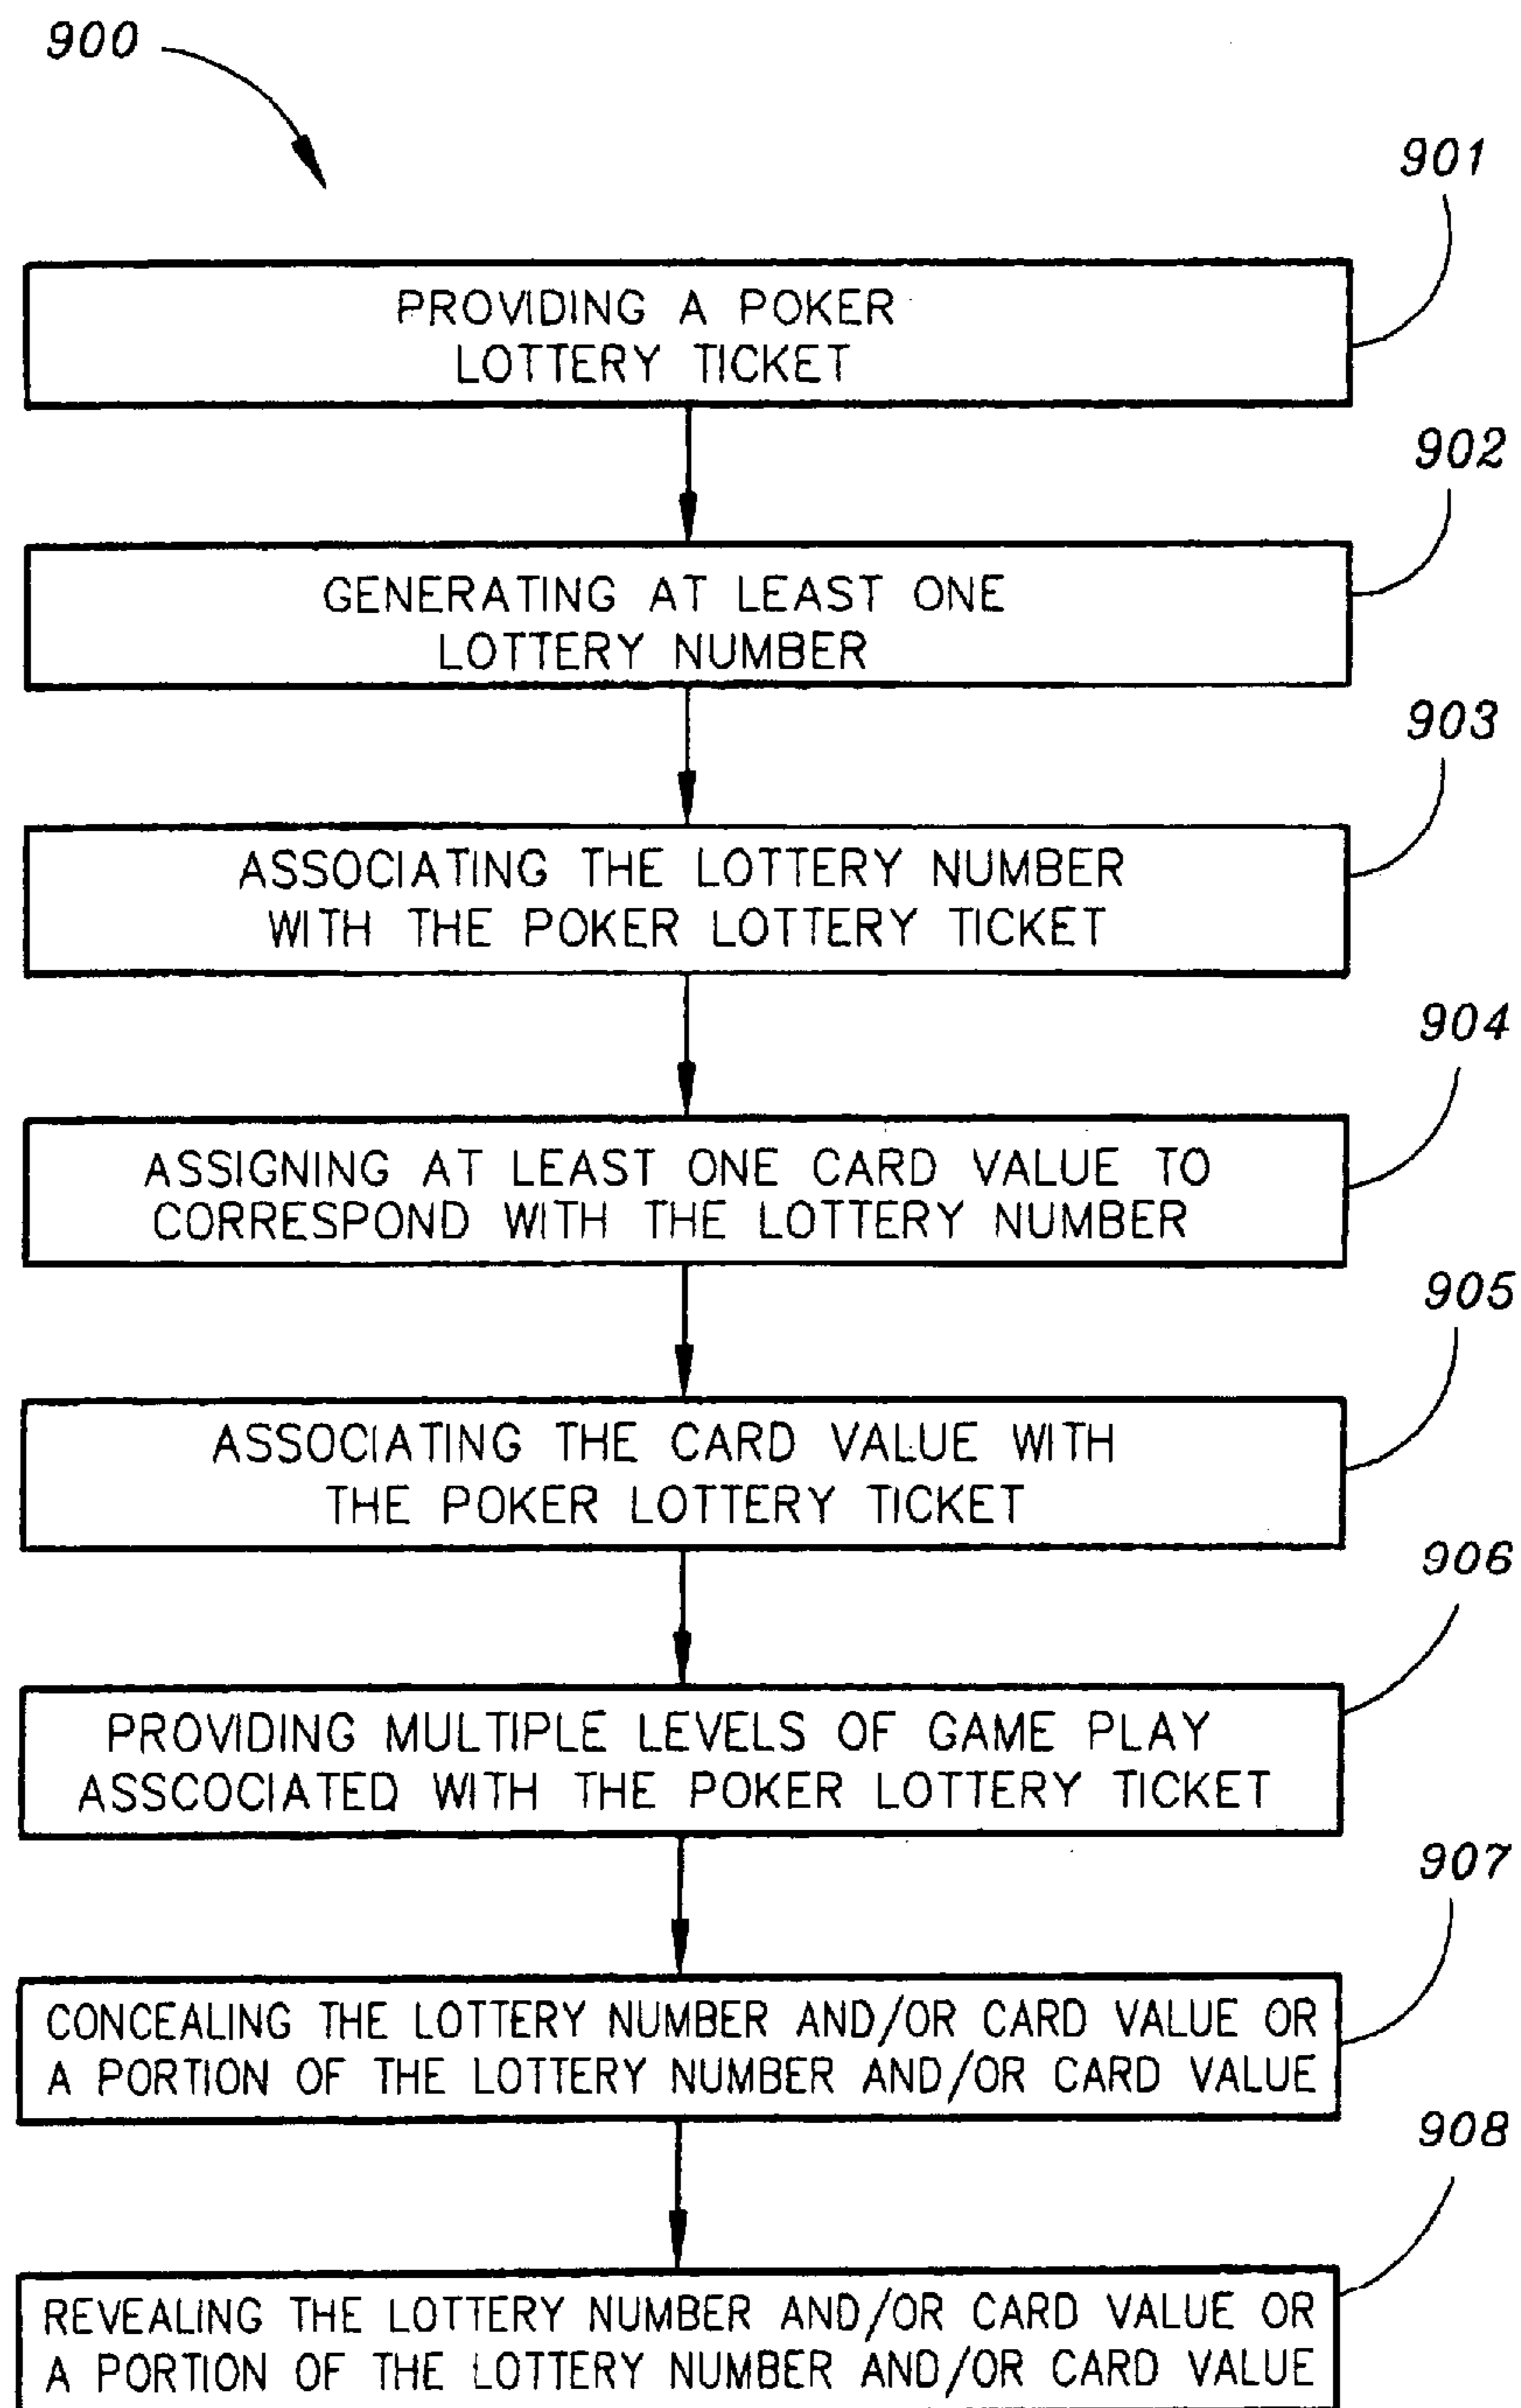 900
901
PROVIDING A POKER
LOTTERY TICKET
902
GENERATING AT LEAST ONE
LOTTERY NUMBER
903
ASSOCIATING THE LOTTERY NUMBER
WITH THE POKER LOTTERY TICKET
904
ASSIGNING AT LEAST ONE CARD VALUE TO
CORRESPOND WITH THE LOTTERY NUMBER
905
ASSOCIATING THE CARD VALUE WITH
THE POKER LOTTERY TICKET
906
PROVIDING MULTIPLE LEVELS OF GAME PLAY
ASSCOCIATED WITH THE POKER LOTTERY TICKET
907
CONCEALING THE LOTTERY NUMBER AND/OR CARD VALUE OR
A PORTION OF THE LOTTERY NUMBER AND/OR CARD VALUE
908
REVEALING THE LOTTERY NUMBER AND/OR CARD VALUE OR
A PORTION OF THE LOTTERY NUMBER AND/OR CARD VALUE